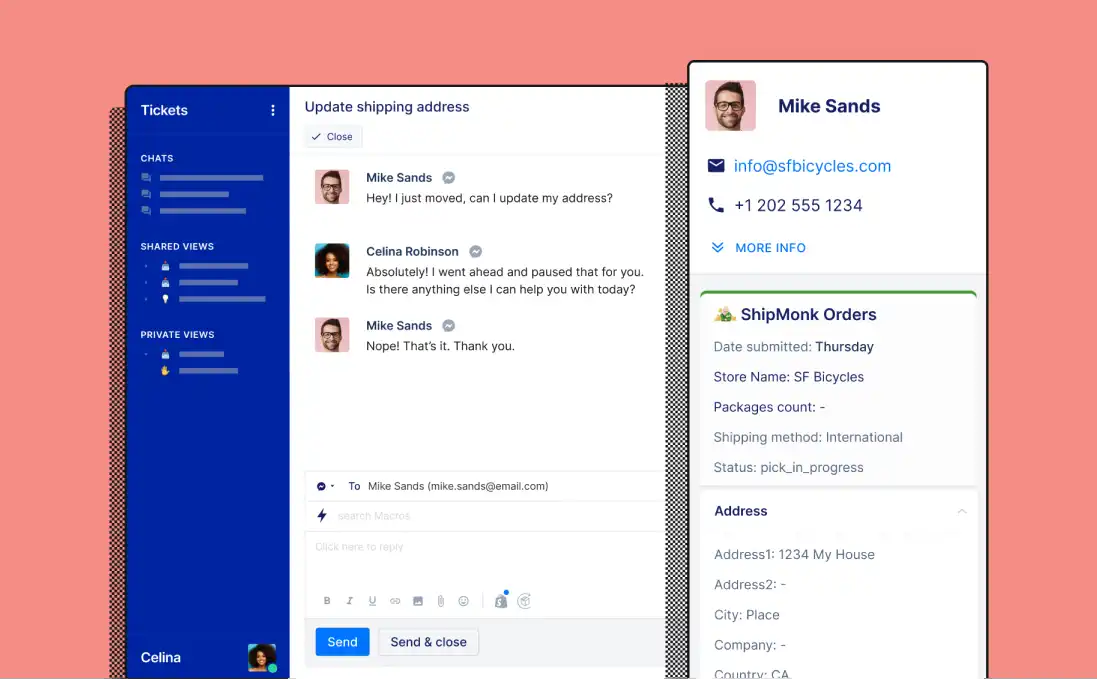 Tickets
CHATS
SHARED VIEWS
PRIVATE VIEWS
Celina
Update shipping address
Close
Mike Sands
Hey! I just moved, can I update my address?
Celina Robinson
Absolutely! I went ahead and paused that for you.
Is there anything else I can help you with today?
Mike Sands
Nope! That's it. Thank you.
To Mike Sands (mike.sands@email.com)
search Macros
Click here to reply
B I U
Send
Send & close
Mike Sands
info@sfbicycles.com
+1 202 555 1234
MORE INFO
ShipMonk Orders
Date submitted: Thursday
Store Name: SF Bicycles
Packages count: -
Shipping method: International
Status: pick_in_progress
Address
Address1: 1234 My House
Address2: -
City: Place
Company: -
Country: CA